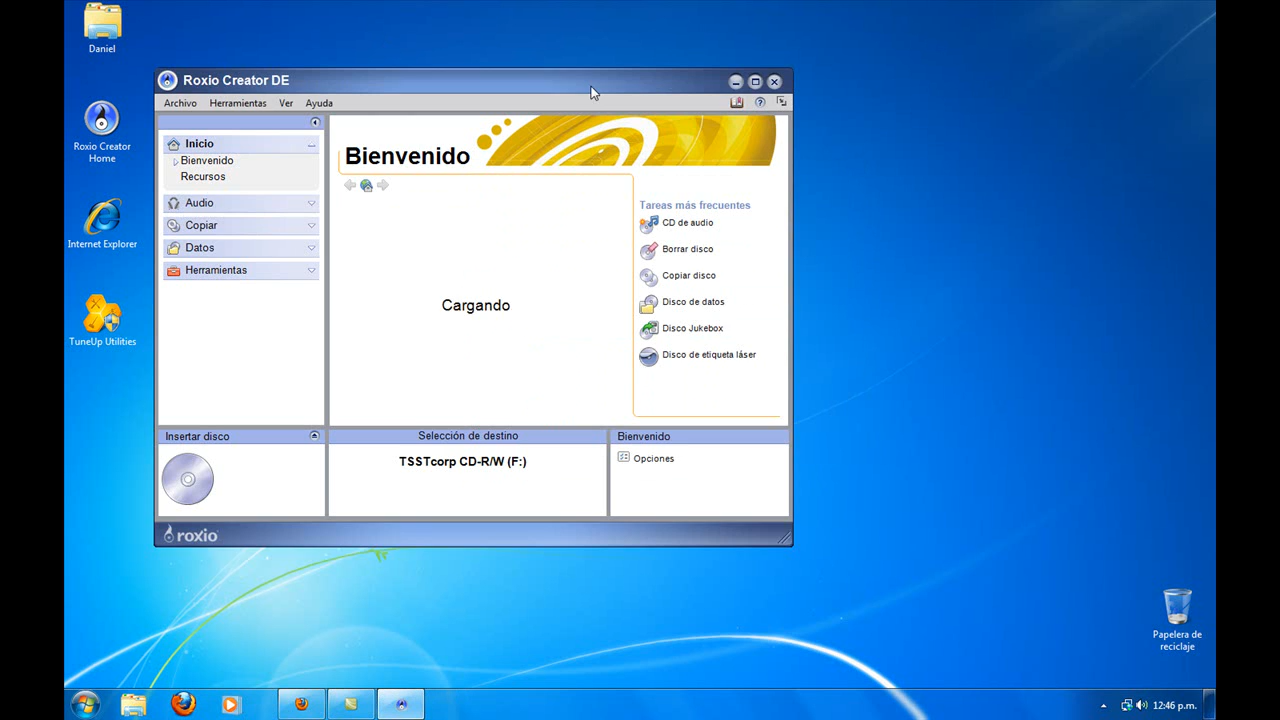 Daniel
Roxio Creator
Home
Internet Explorer
TuneUp Utilities
Roxio Creator DE
Archivo Herramientas Ver Ayuda
Inicio
Bienvenido
Recursos
Audio
Copiar
Datos
Herramientas
Bienvenido
Cargando
Tareas más frecuentes
CD de audio
Borrar disco
Copiar disco
Disco de datos
Disco Jukebox
Disco de etiqueta láser
Insertar disco
Selección de destino
TSSTcorp CD-R/W (F:)
Bienvenido
Opciones
roxio
Papelera de
reciclaje
12:46 p.m.